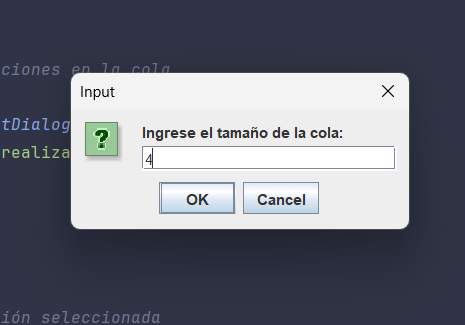 ciones en la cola
Input
tDialog
Ingrese el tamaño de la cola:
realiza
4
OK
Cancel
ión seleccionada